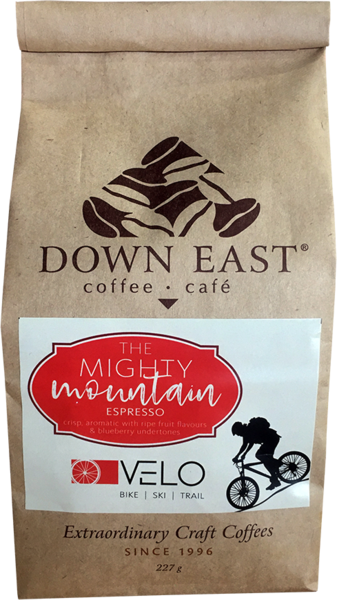 DOWN EAST®
coffee · café
THE
MIGHTY
mountain
ESPRESSO
crisp, aromatic with ripe fruit flavours
& blueberry undertones
VELO
BIKE | SKI | TRAIL
Extraordinary Craft Coffees
SINCE 1996
227 g